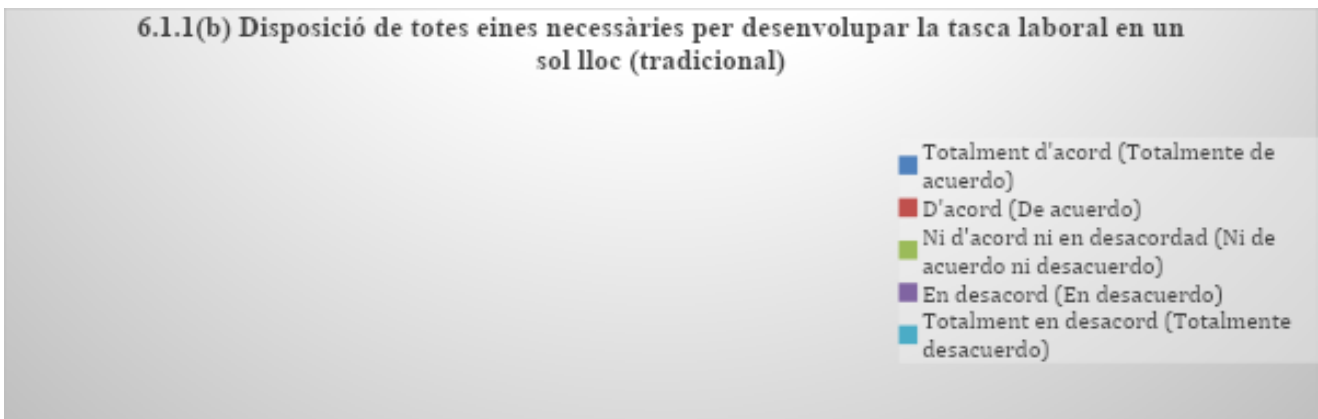 6.1.1(b) Disposició de totes eines necessàries per desenvolupar la tasca laboral en un
sol lloc (tradicional)
Totalment d'acord (Totalmente de
acuerdo)
D'acord (De acuerdo)
Ni d'acord ni en desacordad (Ni de
acuerdo ni desacuerdo)
En desacord (En desacuerdo)
Totalment en desacord (Totalmente
desacuerdo)